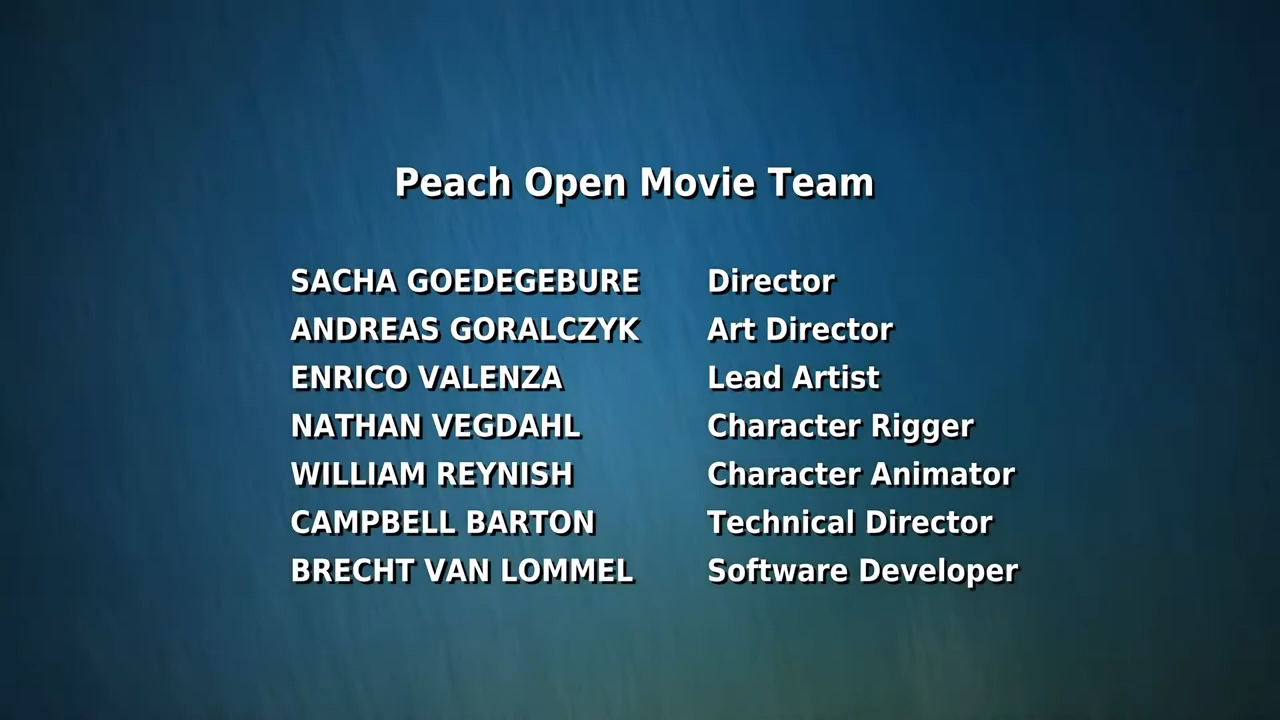 Peach Open Movie Team
SACHA GOEDEGEBURE Director
ANDREAS GORALCZYK Art Director
ENRICO VALENZA Lead Artist
NATHAN VEGDAHL Character Rigger
WILLIAM REYNISH Character Animator
CAMPBELL BARTON Technical Director
BRECHT VAN LOMMEL Software Developer